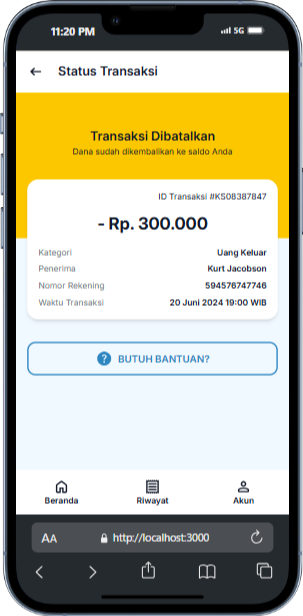 11:20 PM
5G
Status Transaksi
Transaksi Dibatalkan
Dana sudah dikembalikan ke saldo Anda
ID Transaksi #KS08387847
- Rp. 300.000
Kategori Uang Keluar
Penerima Kurt Jacobson
Nomor Rekening 594576747746
Waktu Transaksi 20 Juni 2024 19:00 WIB
? BUTUH BANTUAN?
Beranda Riwayat Akun
AA http://localhost:3000